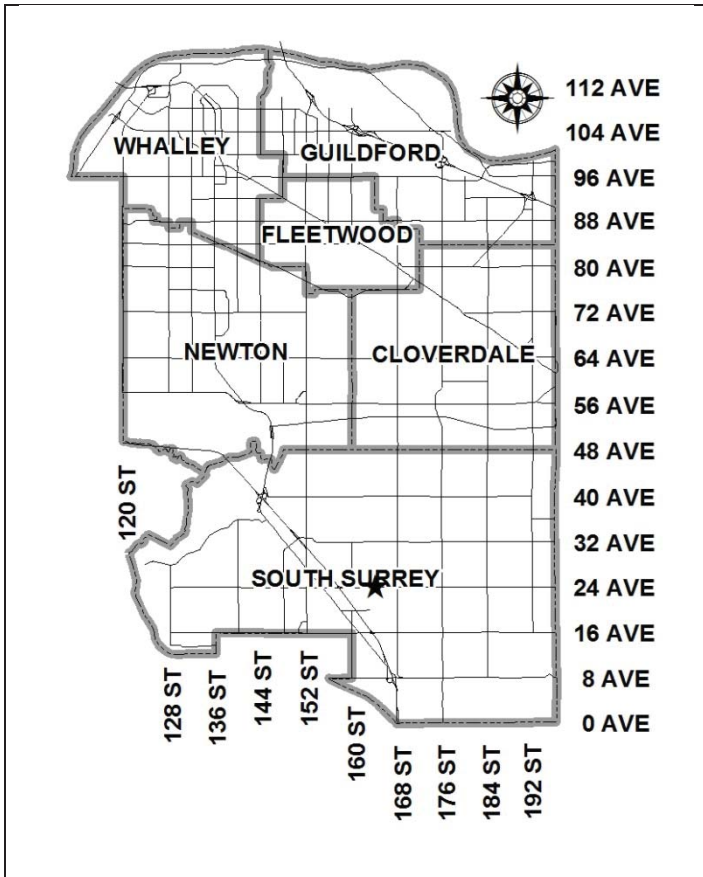 112 AVE
104 AVE
WHALLEY
GUILDFORD
96 AVE
88 AVE
FLEETWOOD
80 AVE
72 AVE
NEWTON
CLOVERDALE
64 AVE
56 AVE
48 AVE
120 ST
40 AVE
32 AVE
SOUTH SURREY
24 AVE
16 AVE
8 AVE
0 AVE
128 ST
136 ST
144 ST
152 ST
160 ST
168 ST
176 ST
184 ST
192 ST